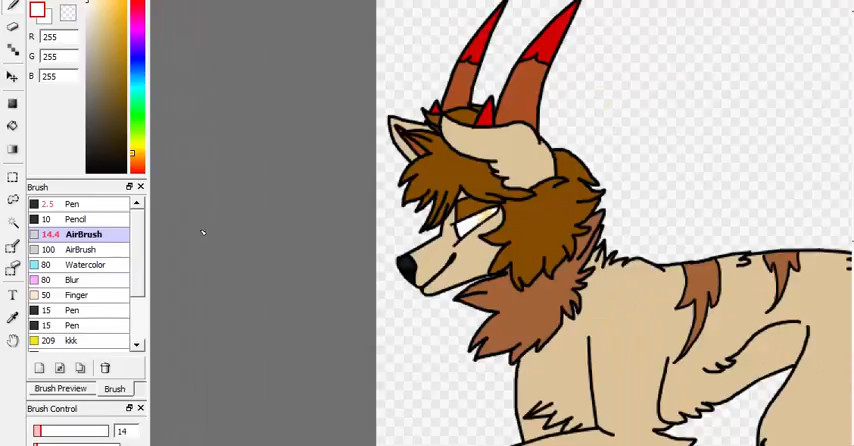 R 255
G 255
B 255
Brush
2.5 Pen
10 Pencil
14.4 AirBrush
100 AirBrush
80 Watercolor
80 Blur
50 Finger
15 Pen
15 Pen
209 kkk
T
Brush Preview Brush
Brush Control
14